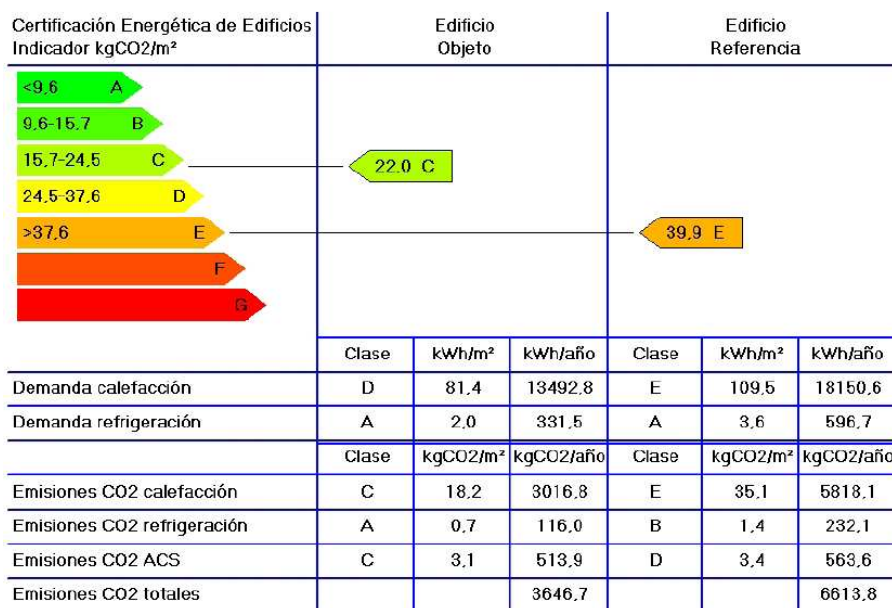 Certificación Energética de Edificios
Indicador kgCO2/m²
Edificio
Objeto
Edificio
Referencia
<9,6 A
9,6-15,7 B
15,7-24,5 C
22,0 C
24,5-37,6 D
>37,6 E
39,9 E
F
G
Clase kWh/m² kWh/año Clase kWh/m² kWh/año
Demanda calefacción D 81,4 13492,8 E 109,5 18150,6
Demanda refrigeración A 2,0 331,5 A 3,6 596,7
Clase kgCO2/m² kgCO2/año Clase kgCO2/m² kgCO2/año
Emisiones CO2 calefacción C 18,2 3016,8 E 35,1 5818,1
Emisiones CO2 refrigeración A 0,7 116,0 B 1,4 232,1
Emisiones CO2 ACS C 3,1 513,9 D 3,4 563,6
Emisiones CO2 totales 3646,7 6613,8